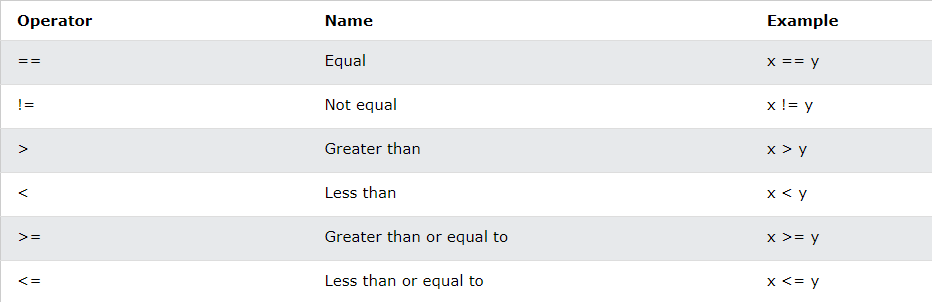 Operator Name Example
== Equal x == y
!= Not equal x != y
> Greater than x > y
< Less than x < y
>= Greater than or equal to x >= y
<= Less than or equal to x <= y